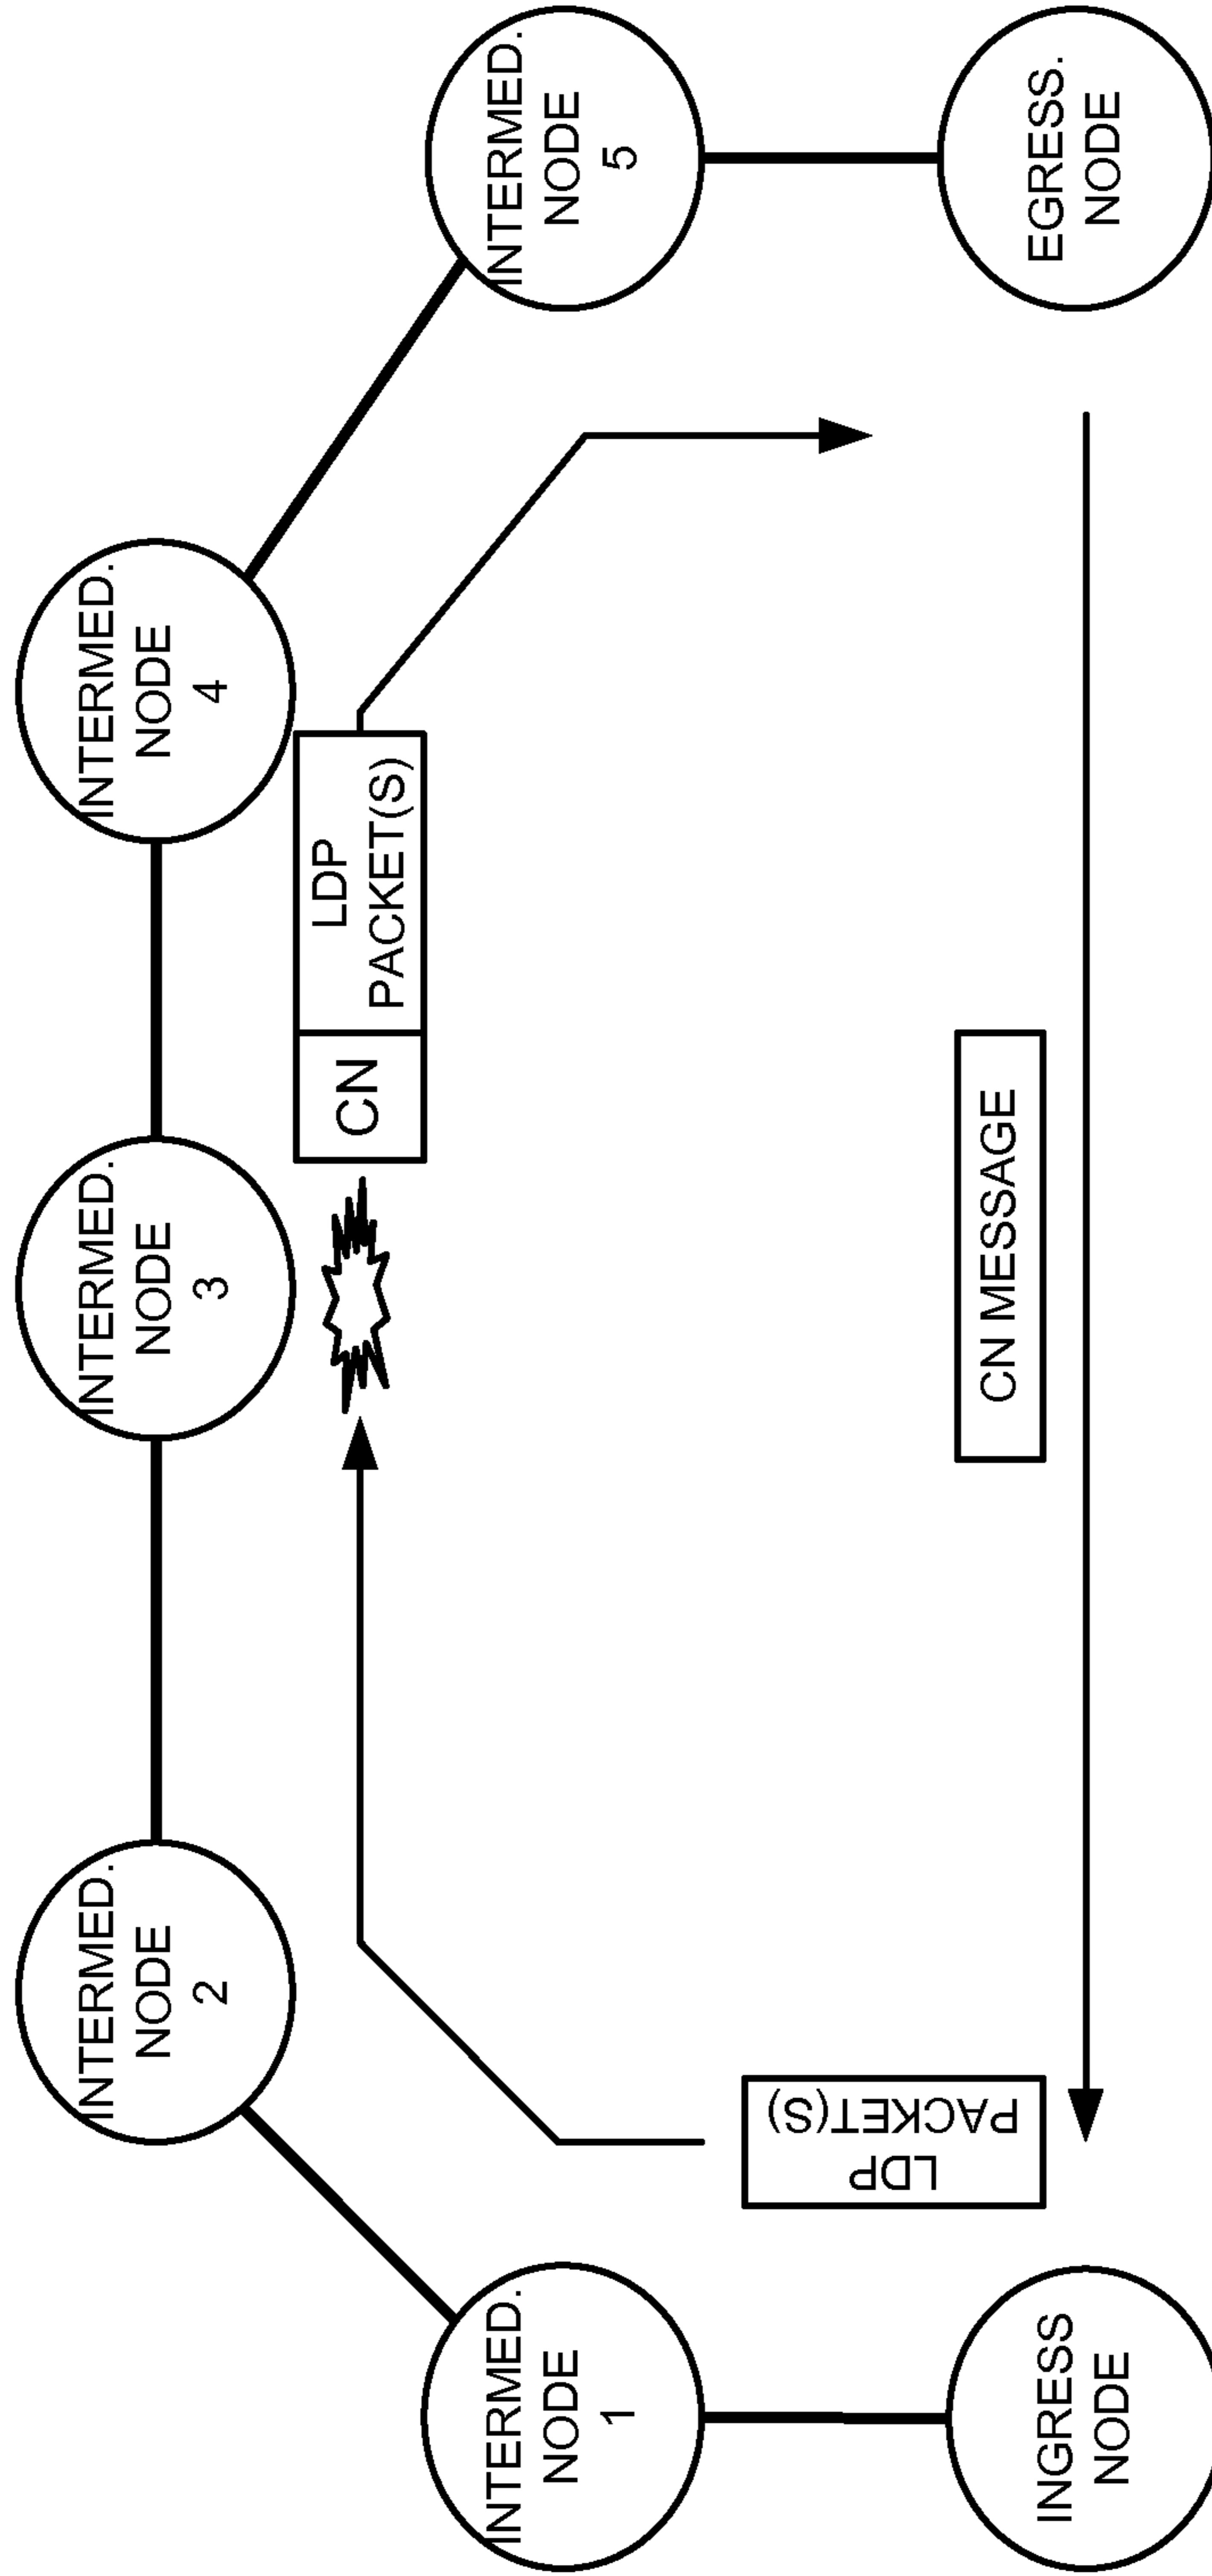 INTERMED.
NODE
2
INTERMED.
NODE
3
INTERMED.
NODE
4
INTERMED.
NODE
1
CN
LDP
PACKET(S)
INTERMED.
NODE
5
LDP
PACKET(S)
CN MESSAGE
INGRESS
NODE
EGRESS.
NODE